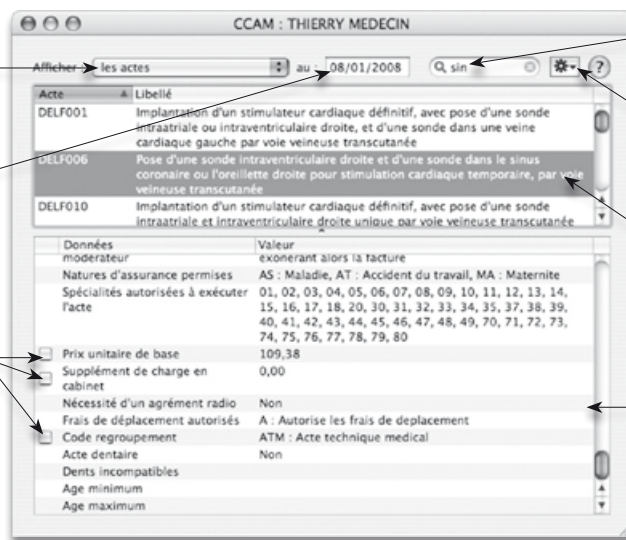 CCAM : THIERRY MEDECIN
Afficher : les actes au : 08/01/2008 sin ?
Acte Libellé
DELF001 Implantation d'un stimulateur cardiaque définitif, avec pose d'une sonde
intraatriale ou intraventriculaire droite, et d'une sonde dans une veine
cardiaque gauche par voie veineuse transcutanée
DELF006 Pose d'une sonde intraventriculaire droite et d'une sonde dans le sinus
coronaire ou l'oreillette droite pour stimulation cardiaque temporaire, par voie
veineuse transcutanée
DELF010 Implantation d'un stimulateur cardiaque définitif, avec pose d'une sonde
intraatriale et intraventriculaire droite unique par voie veineuse transcutanée
Données Valeur
moderateur exonerant alors la facture
Natures d'assurance permises AS : Maladie, AT : Accident du travail, MA : Maternite
Spécialités autorisées à exécuter 01, 02, 03, 04, 05, 06, 07, 08, 09, 10, 11, 12, 13, 14,
l'acte 15, 16, 17, 18, 20, 30, 31, 32, 33, 34, 35, 37, 38, 39,
40, 41, 42, 43, 44, 45, 46, 47, 48, 49, 70, 71, 72, 73,
74, 75, 76, 77, 78, 79, 80
Prix unitaire de base 109,38
Supplément de charge en 0,00
cabinet
Nécessité d'un agrément radio Non
Frais de déplacement autorisés A : Autorise les frais de deplacement
Code regroupement ATM : Acte technique medical
Acte dentaire Non
Dents incompatibles
Age minimum
Age maximum